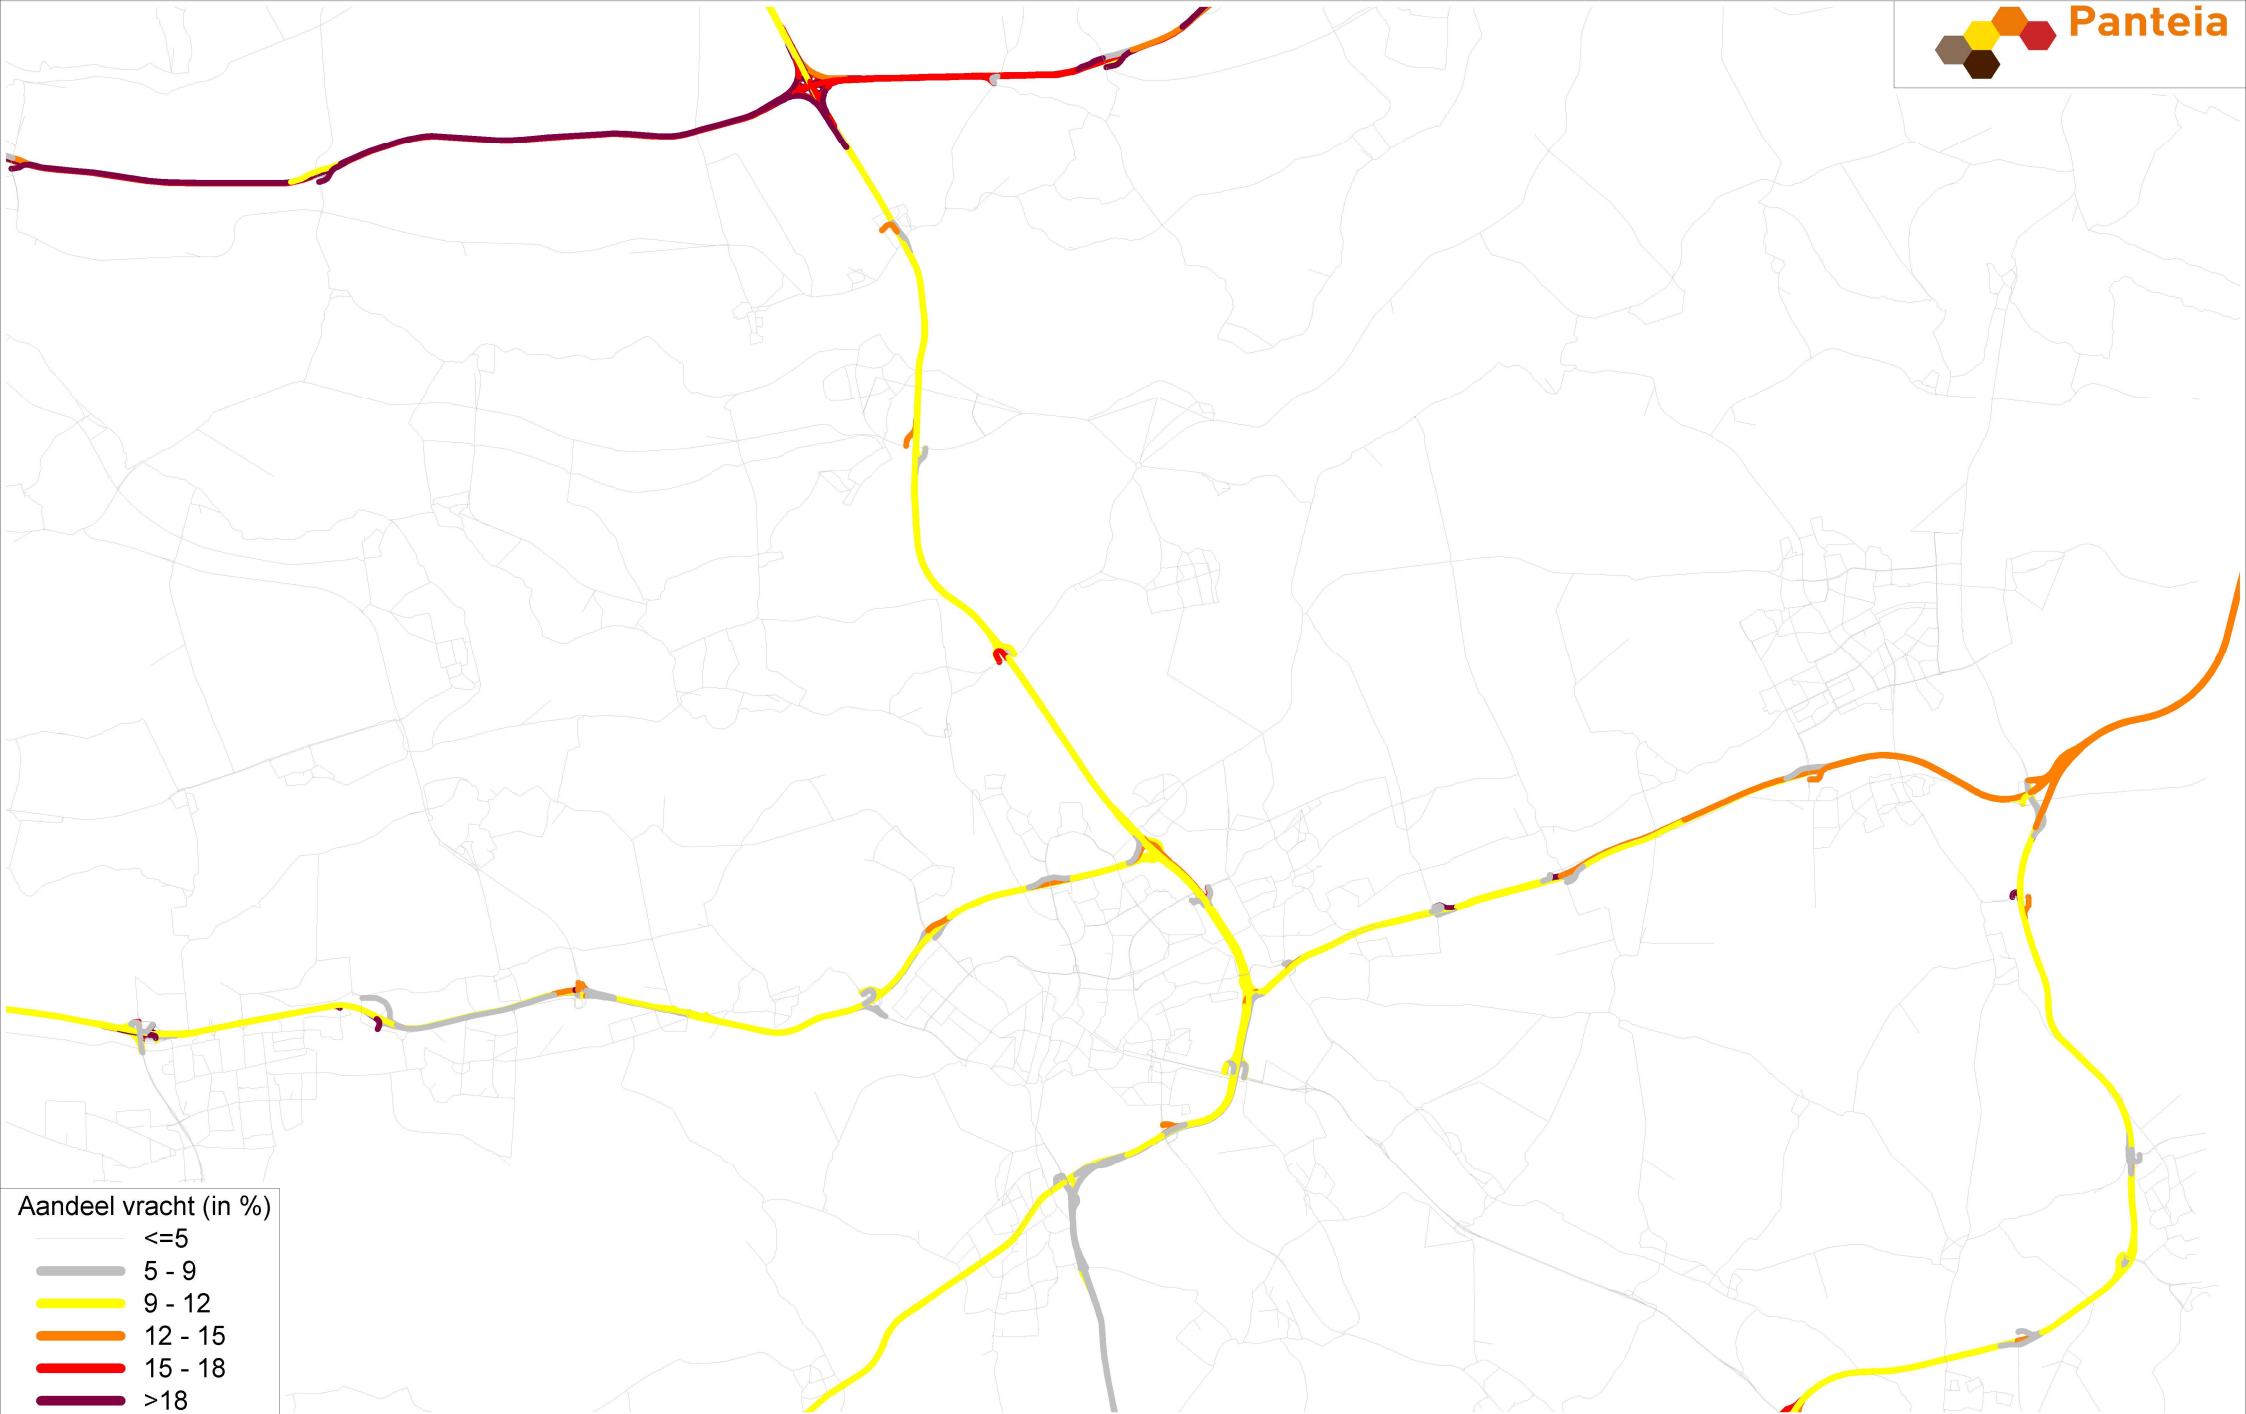 Panteia
Aandeel vracht (in %)
<=5
5 - 9
9 - 12
12 - 15
15 - 18
>18